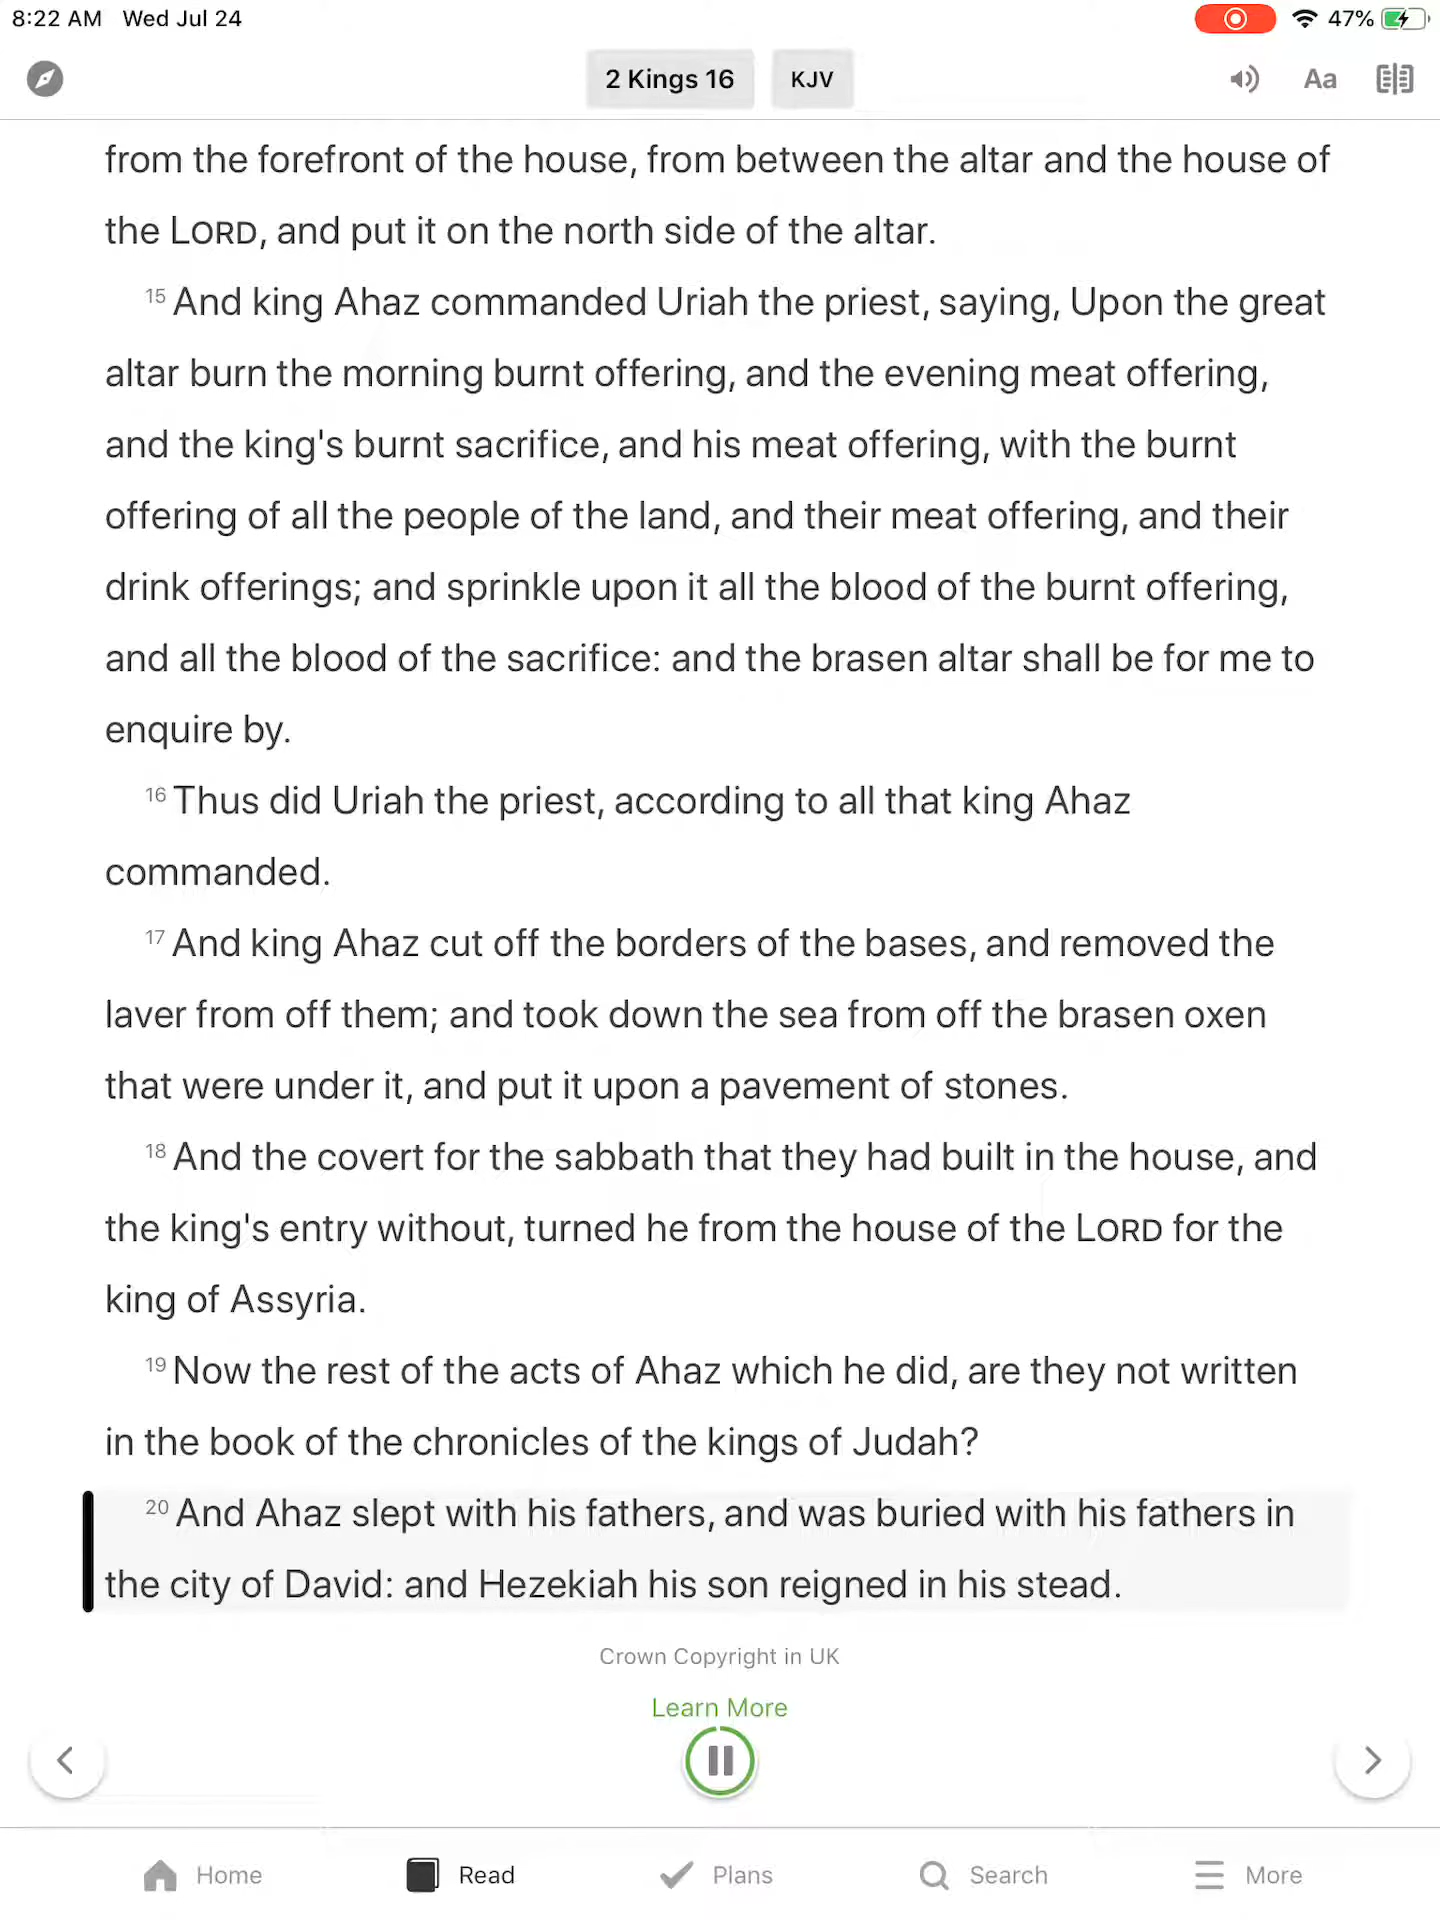 8:22 AM Wed Jul 24 47%
2 Kings 16 KJV Aa
from the forefront of the house, from between the altar and the house of
the LORD, and put it on the north side of the altar.
15 And king Ahaz commanded Uriah the priest, saying, Upon the great
altar burn the morning burnt offering, and the evening meat offering,
and the king's burnt sacrifice, and his meat offering, with the burnt
offering of all the people of the land, and their meat offering, and their
drink offerings; and sprinkle upon it all the blood of the burnt offering,
and all the blood of the sacrifice: and the brasen altar shall be for me to
enquire by.
16 Thus did Uriah the priest, according to all that king Ahaz
commanded.
17 And king Ahaz cut off the borders of the bases, and removed the
laver from off them; and took down the sea from off the brasen oxen
that were under it, and put it upon a pavement of stones.
18 And the covert for the sabbath that they had built in the house, and
the king's entry without, turned he from the house of the LORD for the
king of Assyria.
19 Now the rest of the acts of Ahaz which he did, are they not written
in the book of the chronicles of the kings of Judah?
20 And Ahaz slept with his fathers, and was buried with his fathers in
the city of David: and Hezekiah his son reigned in his stead.
Crown Copyright in UK
Learn More
Home Read Plans Search More